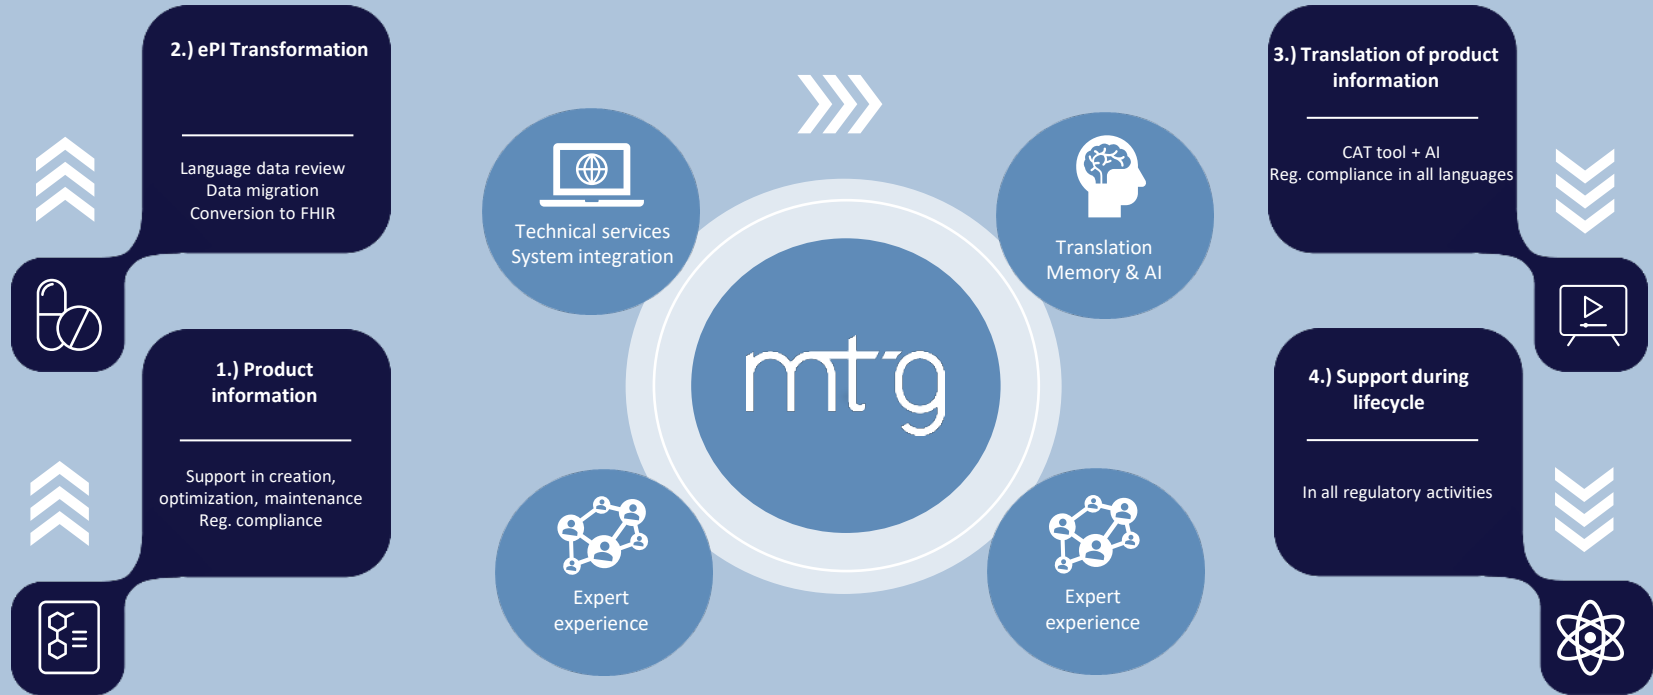 2.) ePI Transformation
Language data review
Data migration
Conversion to FHIR
1.) Product
information
Support in creation,
optimization, maintenance
Reg. compliance
Technical services
System integration
Translation
Memory & AI
mt-g
Expert
experience
Expert
experience
3.) Translation of product
information
CAT tool + AI
Reg. compliance in all languages
4.) Support during
lifecycle
In all regulatory activities